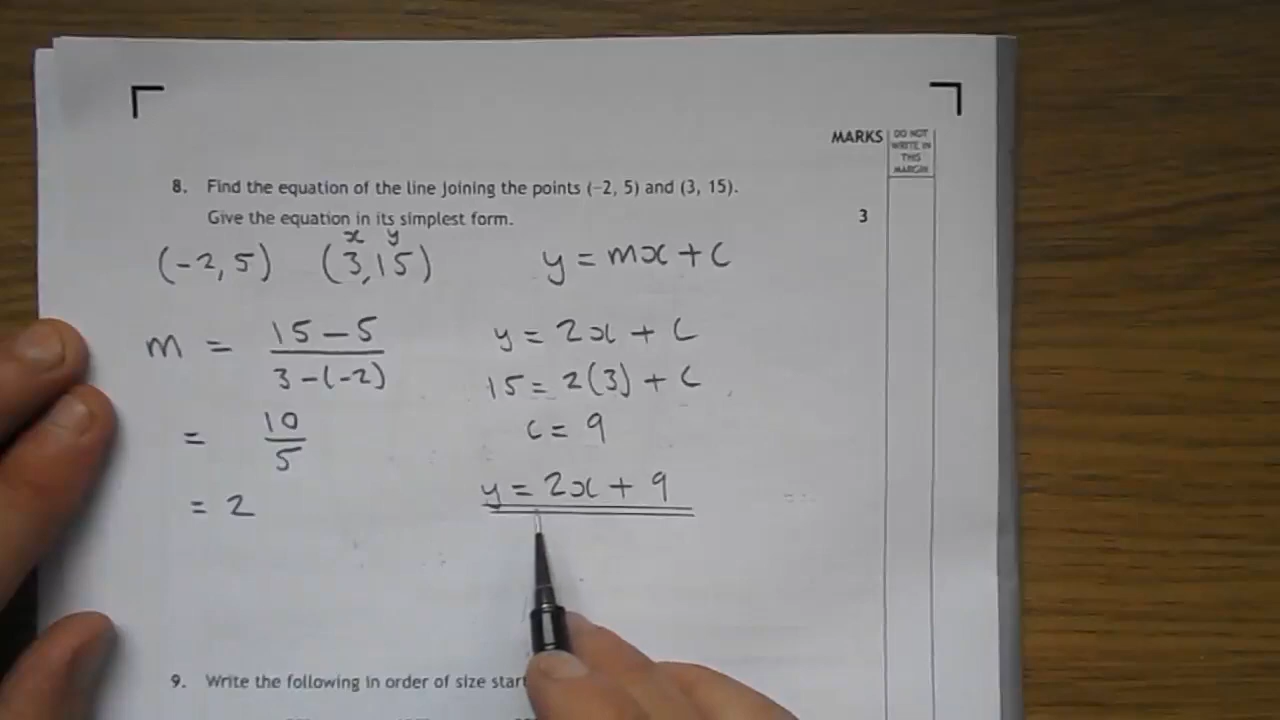 MARKS
DO NOT
WRITE IN
THIS
MARGIN
8. Find the equation of the line joining the points (−2, 5) and (3, 15).
Give the equation in its simplest form. 3
x y
(-2, 5) (3, 15) y = mx + c
m = 15 - 5
3 - (-2)
= 10
5
= 2
y = 2x + c
15 = 2(3) + c
c = 9
y = 2x + 9
9. Write the following in order of size